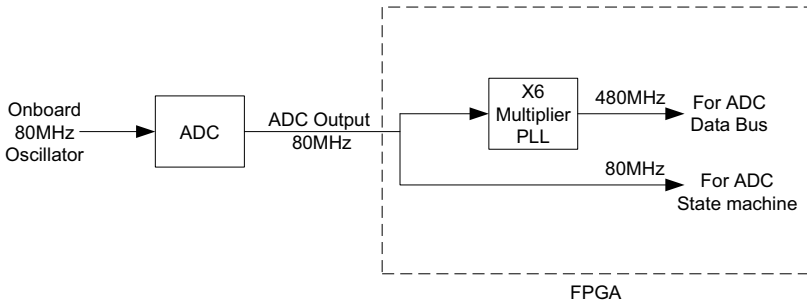 Onboard
80MHz
Oscillator
ADC
ADC Output
80MHz
X6
Multiplier
PLL
480MHz
For ADC
Data Bus
80MHz
For ADC
State machine
FPGA